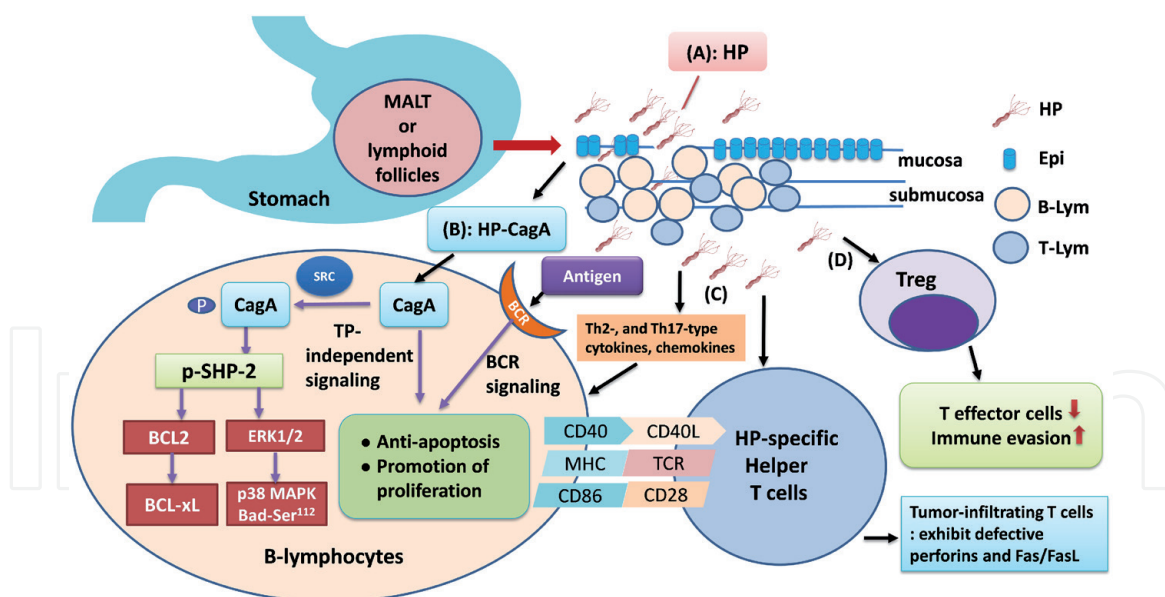 (A): HP
MALT
or
lymphoid
follicles
Stomach
mucosa
submucosa
HP
Epi
B-Lym
T-Lym
(B): HP-CagA
Antigen
BCR
SRC
P
CagA
CagA
TP-
independent
signaling
BCR
signaling
p-SHP-2
BCL2
ERK1/2
BCL-xL
p38 MAPK
Bad-Ser¹¹²
● Anti-apoptosis
● Promotion of
proliferation
B-lymphocytes
(C)
Th2-, and Th17-type
cytokines, chemokines
CD40 CD40L
MHC TCR
CD86 CD28
HP-specific
Helper
T cells
(D)
Treg
T effector cells ↓
Immune evasion ↑
Tumor-infiltrating T cells
: exhibit defective
perforins and Fas/FasL